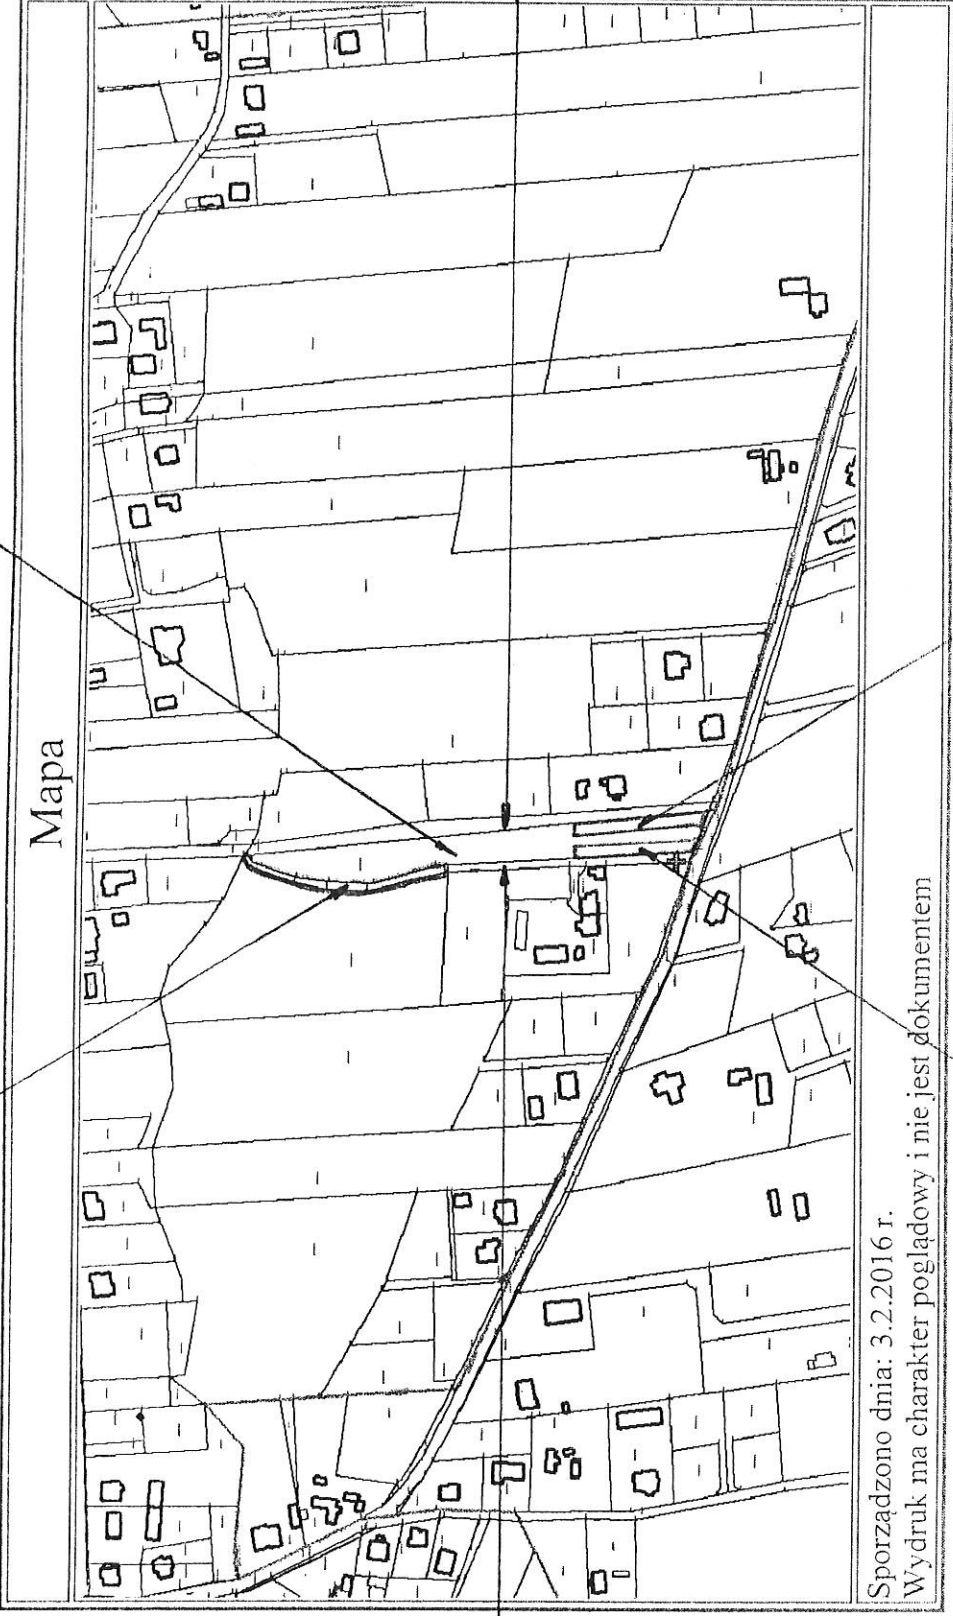 Mapa
Sporządzono dnia: 3.2.2016 r.
Wydruk ma charakter poglądowy i nie jest dokumentem